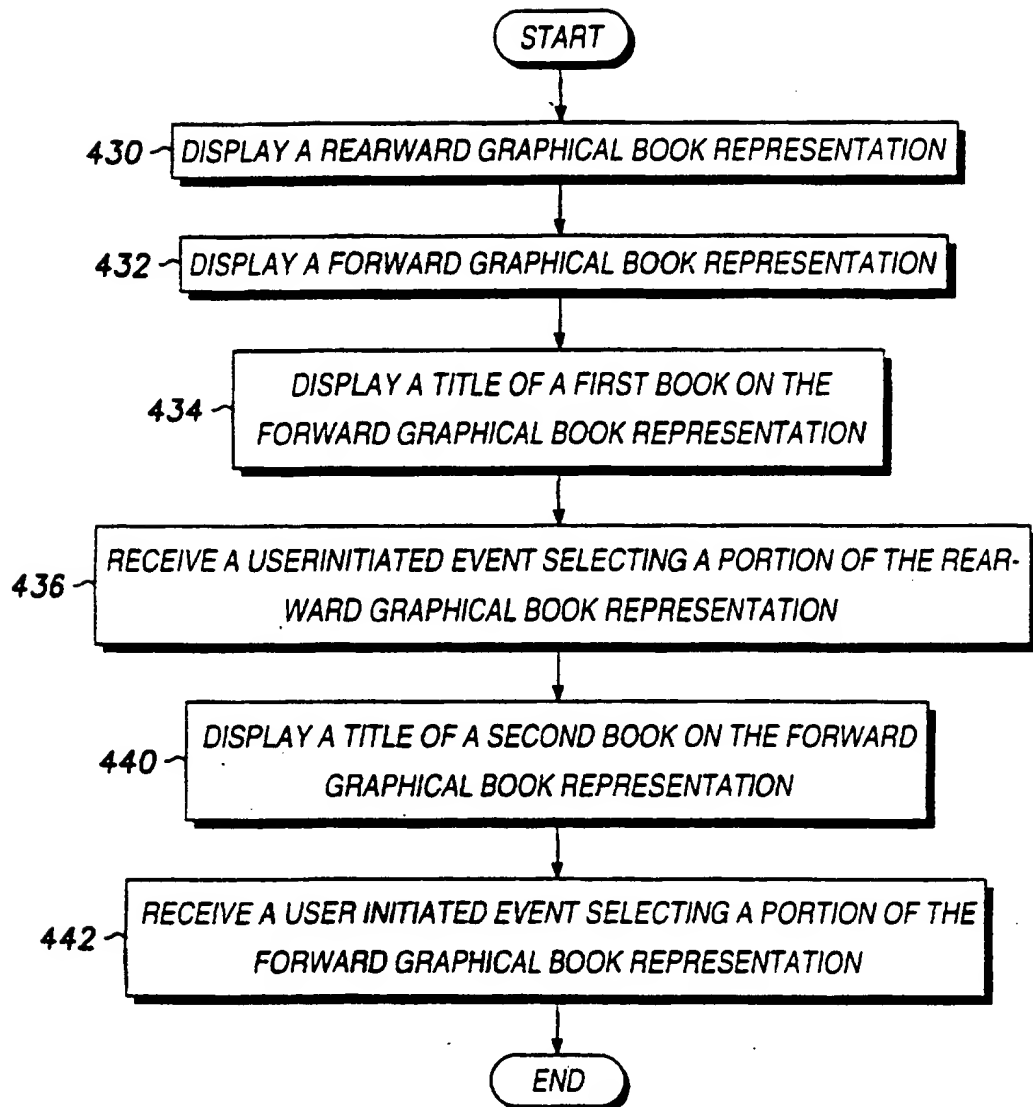 START
430 DISPLAY A REARWARD GRAPHICAL BOOK REPRESENTATION
432 DISPLAY A FORWARD GRAPHICAL BOOK REPRESENTATION
DISPLAY A TITLE OF A FIRST BOOK ON THE
434
FORWARD GRAPHICAL BOOK REPRESENTATION
RECEIVE A USERINITIATED EVENT SELECTING A PORTION OF THE REAR-
436
WARD GRAPHICAL BOOK REPRESENTATION
DISPLAY A TITLE OF A SECOND BOOK ON THE FORWARD
440
GRAPHICAL BOOK REPRESENTATION
RECEIVE A USER INITIATED EVENT SELECTING A PORTION OF THE
442
FORWARD GRAPHICAL BOOK REPRESENTATION
END